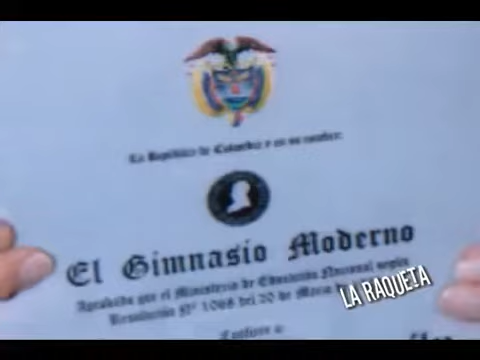 La República de Colombia y en su nombre:
El Gimnasio Moderno
Aprobado por el Ministerio de Educación Nacional según
Resolución Nº 1068 del 20 de
LA RAQUETA